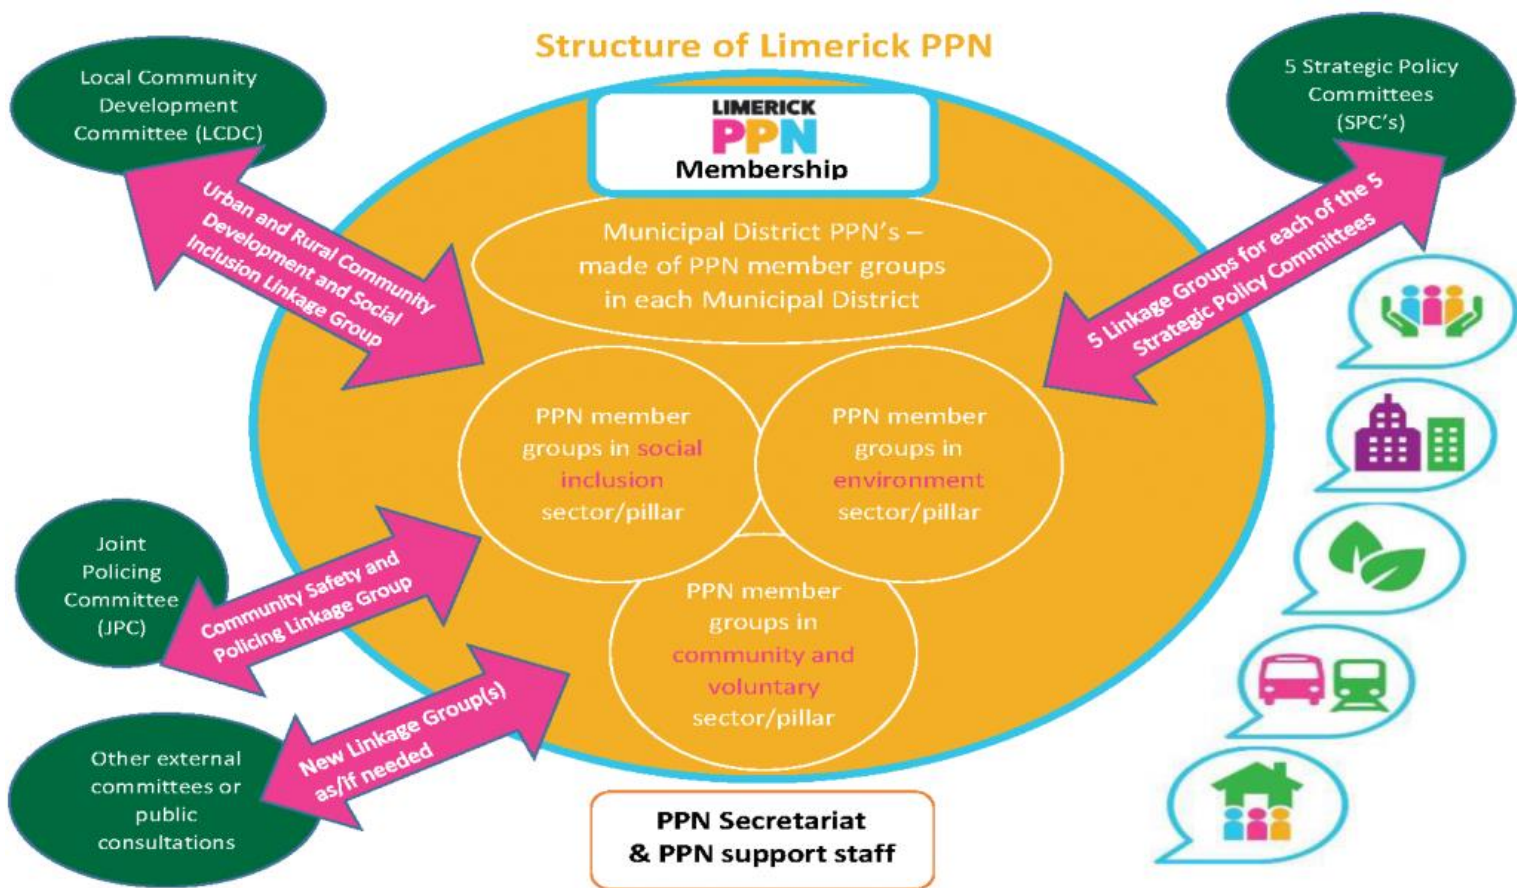 Structure of Limerick PPN
Local Community
Development
Committee (LCDC)
5 Strategic Policy
Committees
(SPC's)
LIMERICK
PPN
Membership
Urban and Rural Community
Development and Social
Inclusion Linkage Group
5 Linkage Groups for each of the 5
Strategic Policy Committees
Municipal District PPN's –
made of PPN member groups
in each Municipal District
PPN member
groups in social
inclusion
sector/pillar
PPN member
groups in
environment
sector/pillar
Joint
Policing
Committee
(JPC)
Community Safety and
Policing Linkage Group
PPN member
groups in
community and
voluntary
sector/pillar
Other external
committees or
public
consultations
New Linkage Group(s)
as/if needed
PPN Secretariat
& PPN support staff